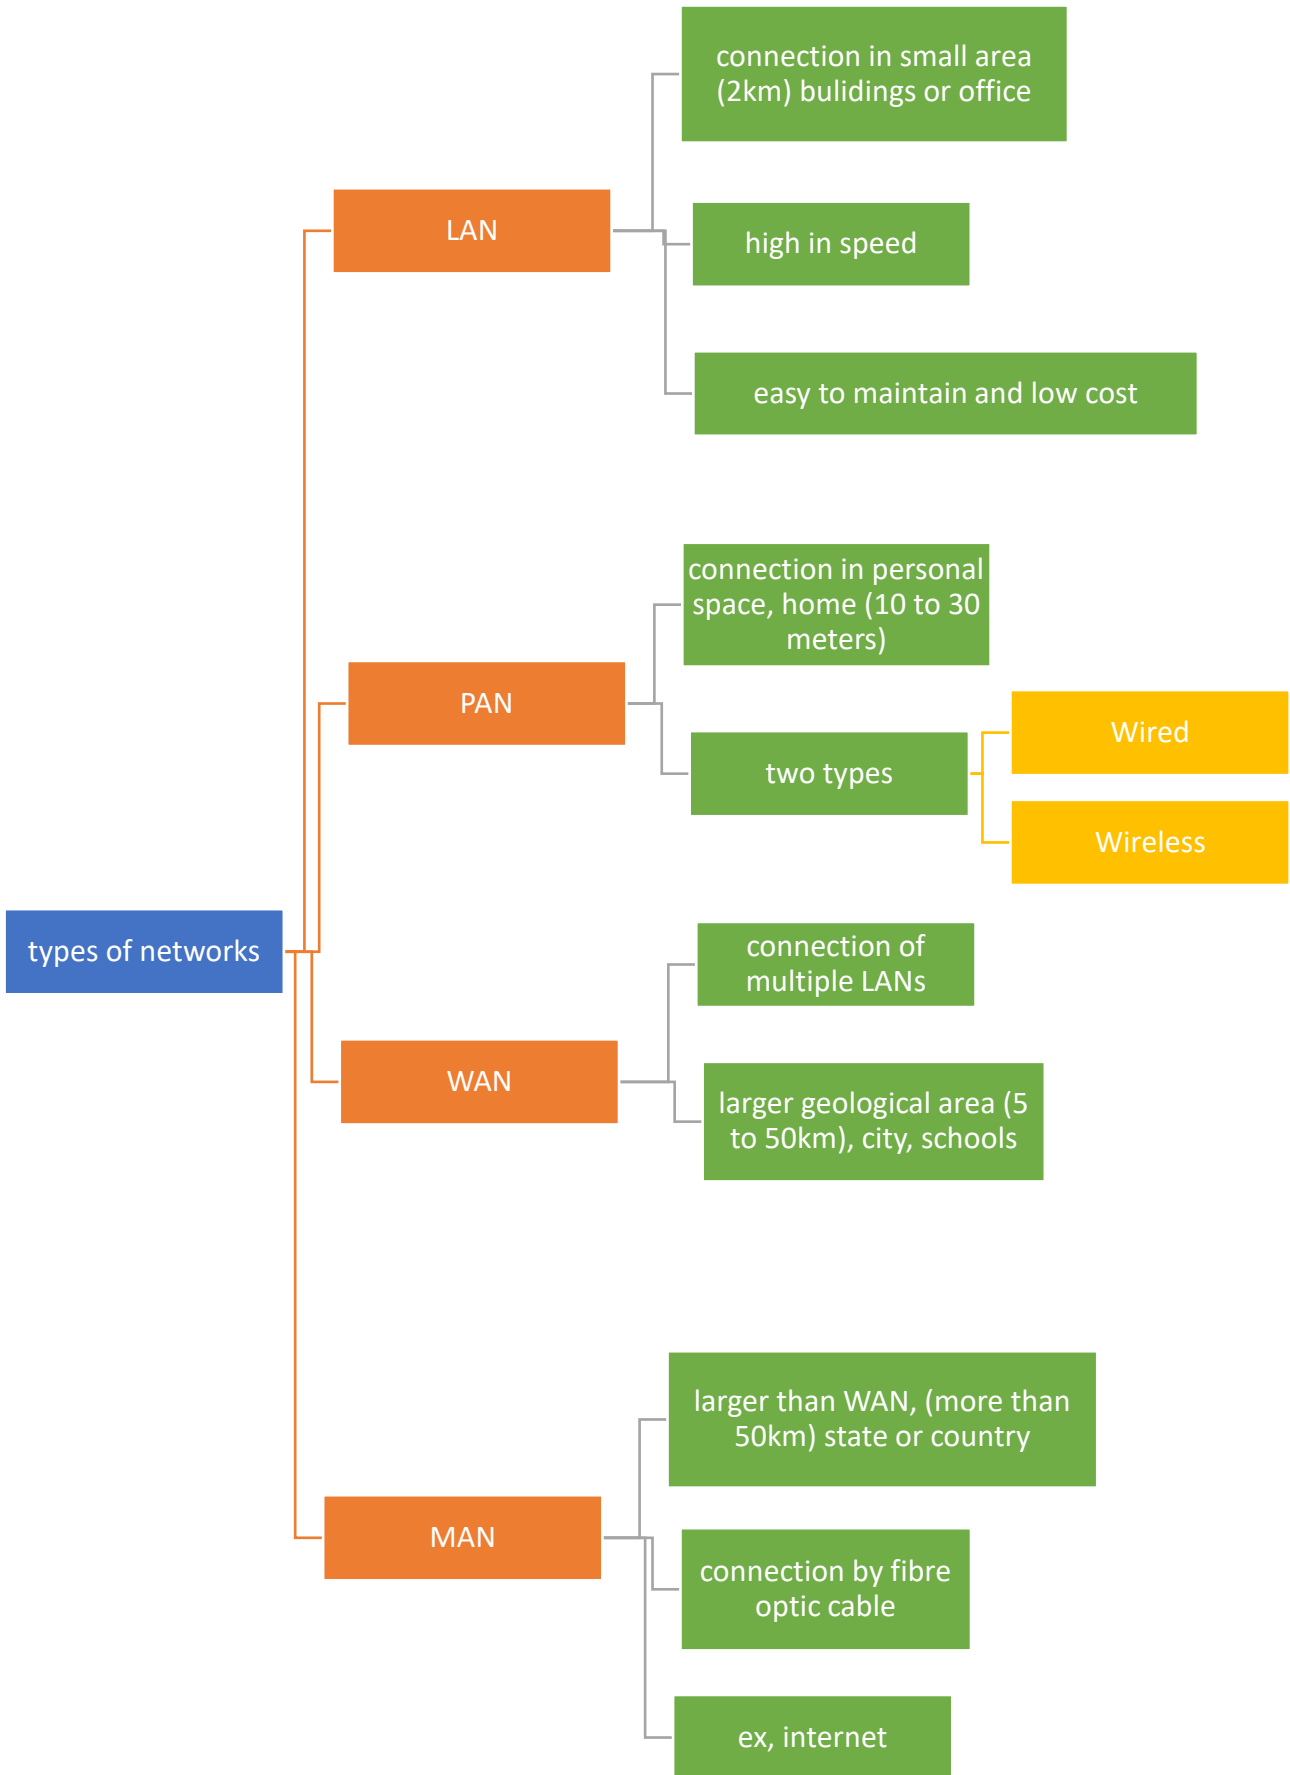 types of networks
LAN
connection in small area
(2km) bulidings or office
high in speed
easy to maintain and low cost
PAN
connection in personal
space, home (10 to 30
meters)
two types
Wired
Wireless
WAN
connection of
multiple LANs
larger geological area (5
to 50km), city, schools
MAN
larger than WAN, (more than
50km) state or country
connection by fibre
optic cable
ex, internet